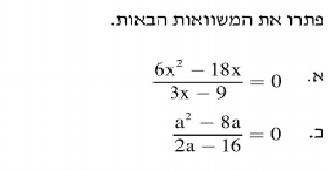 פתרו את המשוואות הבאות.
א. (6x² − 18x)/(3x − 9) = 0
ב. (a² − 8a)/(2a − 16) = 0